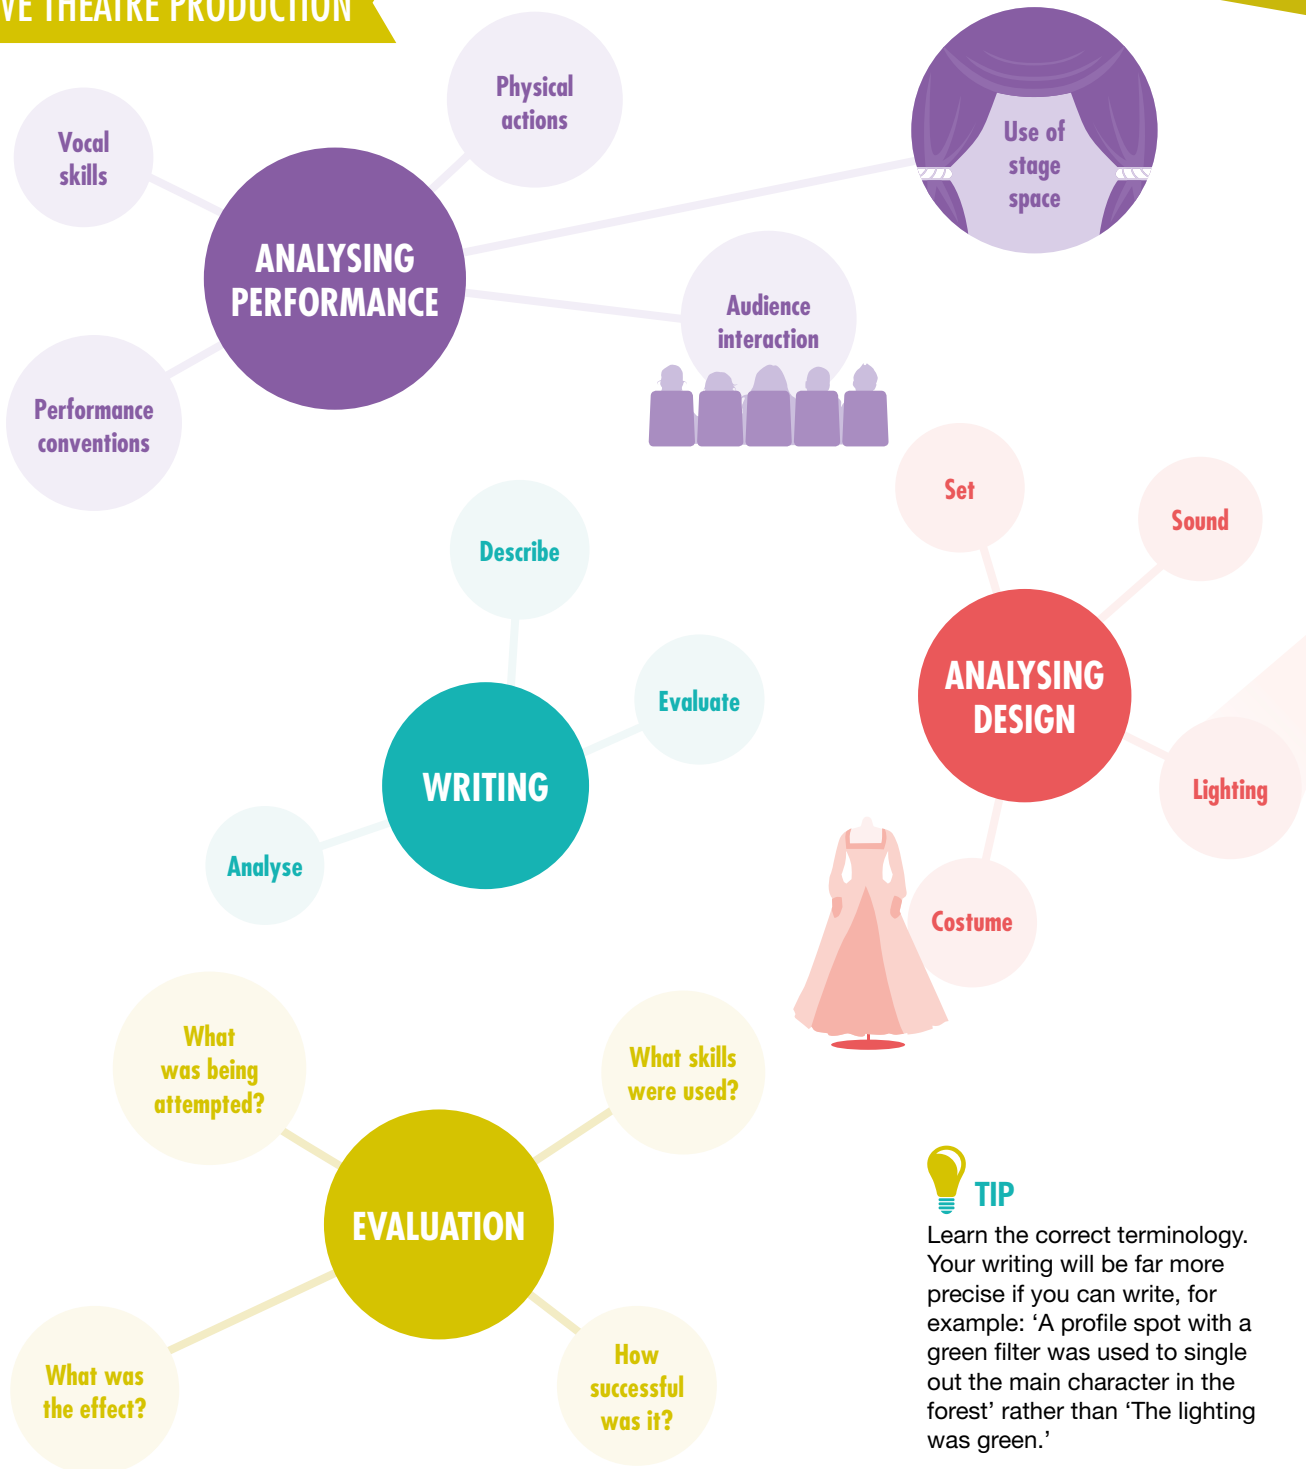 THEATRE PRODUCTION
Vocal
skills
Physical
actions
Use of
stage
space
ANALYSING
PERFORMANCE
Audience
interaction
Performance
conventions
Describe
Evaluate
WRITING
Analyse
Set
Sound
ANALYSING
DESIGN
Lighting
Costume
What
was being
attempted?
What skills
were used?
EVALUATION
What was
the effect?
How
successful
was it?
TIP
Learn the correct terminology.
Your writing will be far more
precise if you can write, for
example: ‘A profile spot with a
green filter was used to single
out the main character in the
forest’ rather than ‘The lighting
was green.’